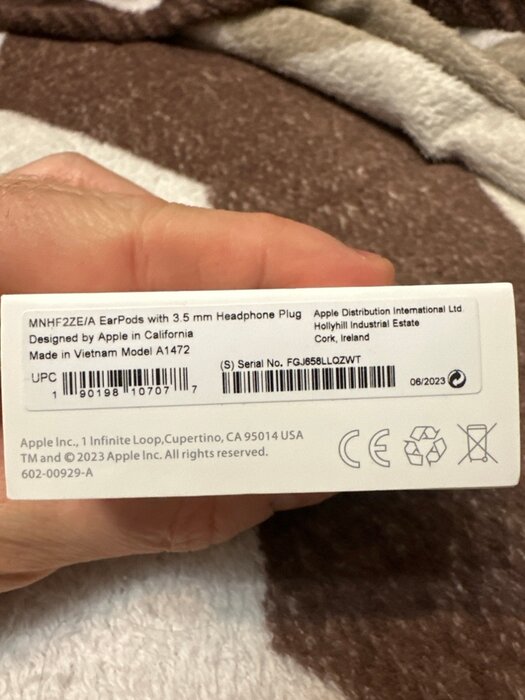 MNHF2ZE/A EarPods with 3.5 mm Headphone Plug
Designed by Apple in California
Made in Vietnam Model A1472
Apple Distribution International Ltd
Hollyhill Industrial Estate
Cork, Ireland
UPC
1 90198 10707 7
(S) Serial No. FGJ658LLQZWT
06/2023
Apple Inc., 1 Infinite Loop,Cupertino, CA 95014 USA
TM and © 2023 Apple Inc. All rights reserved.
602-00929-A
CE